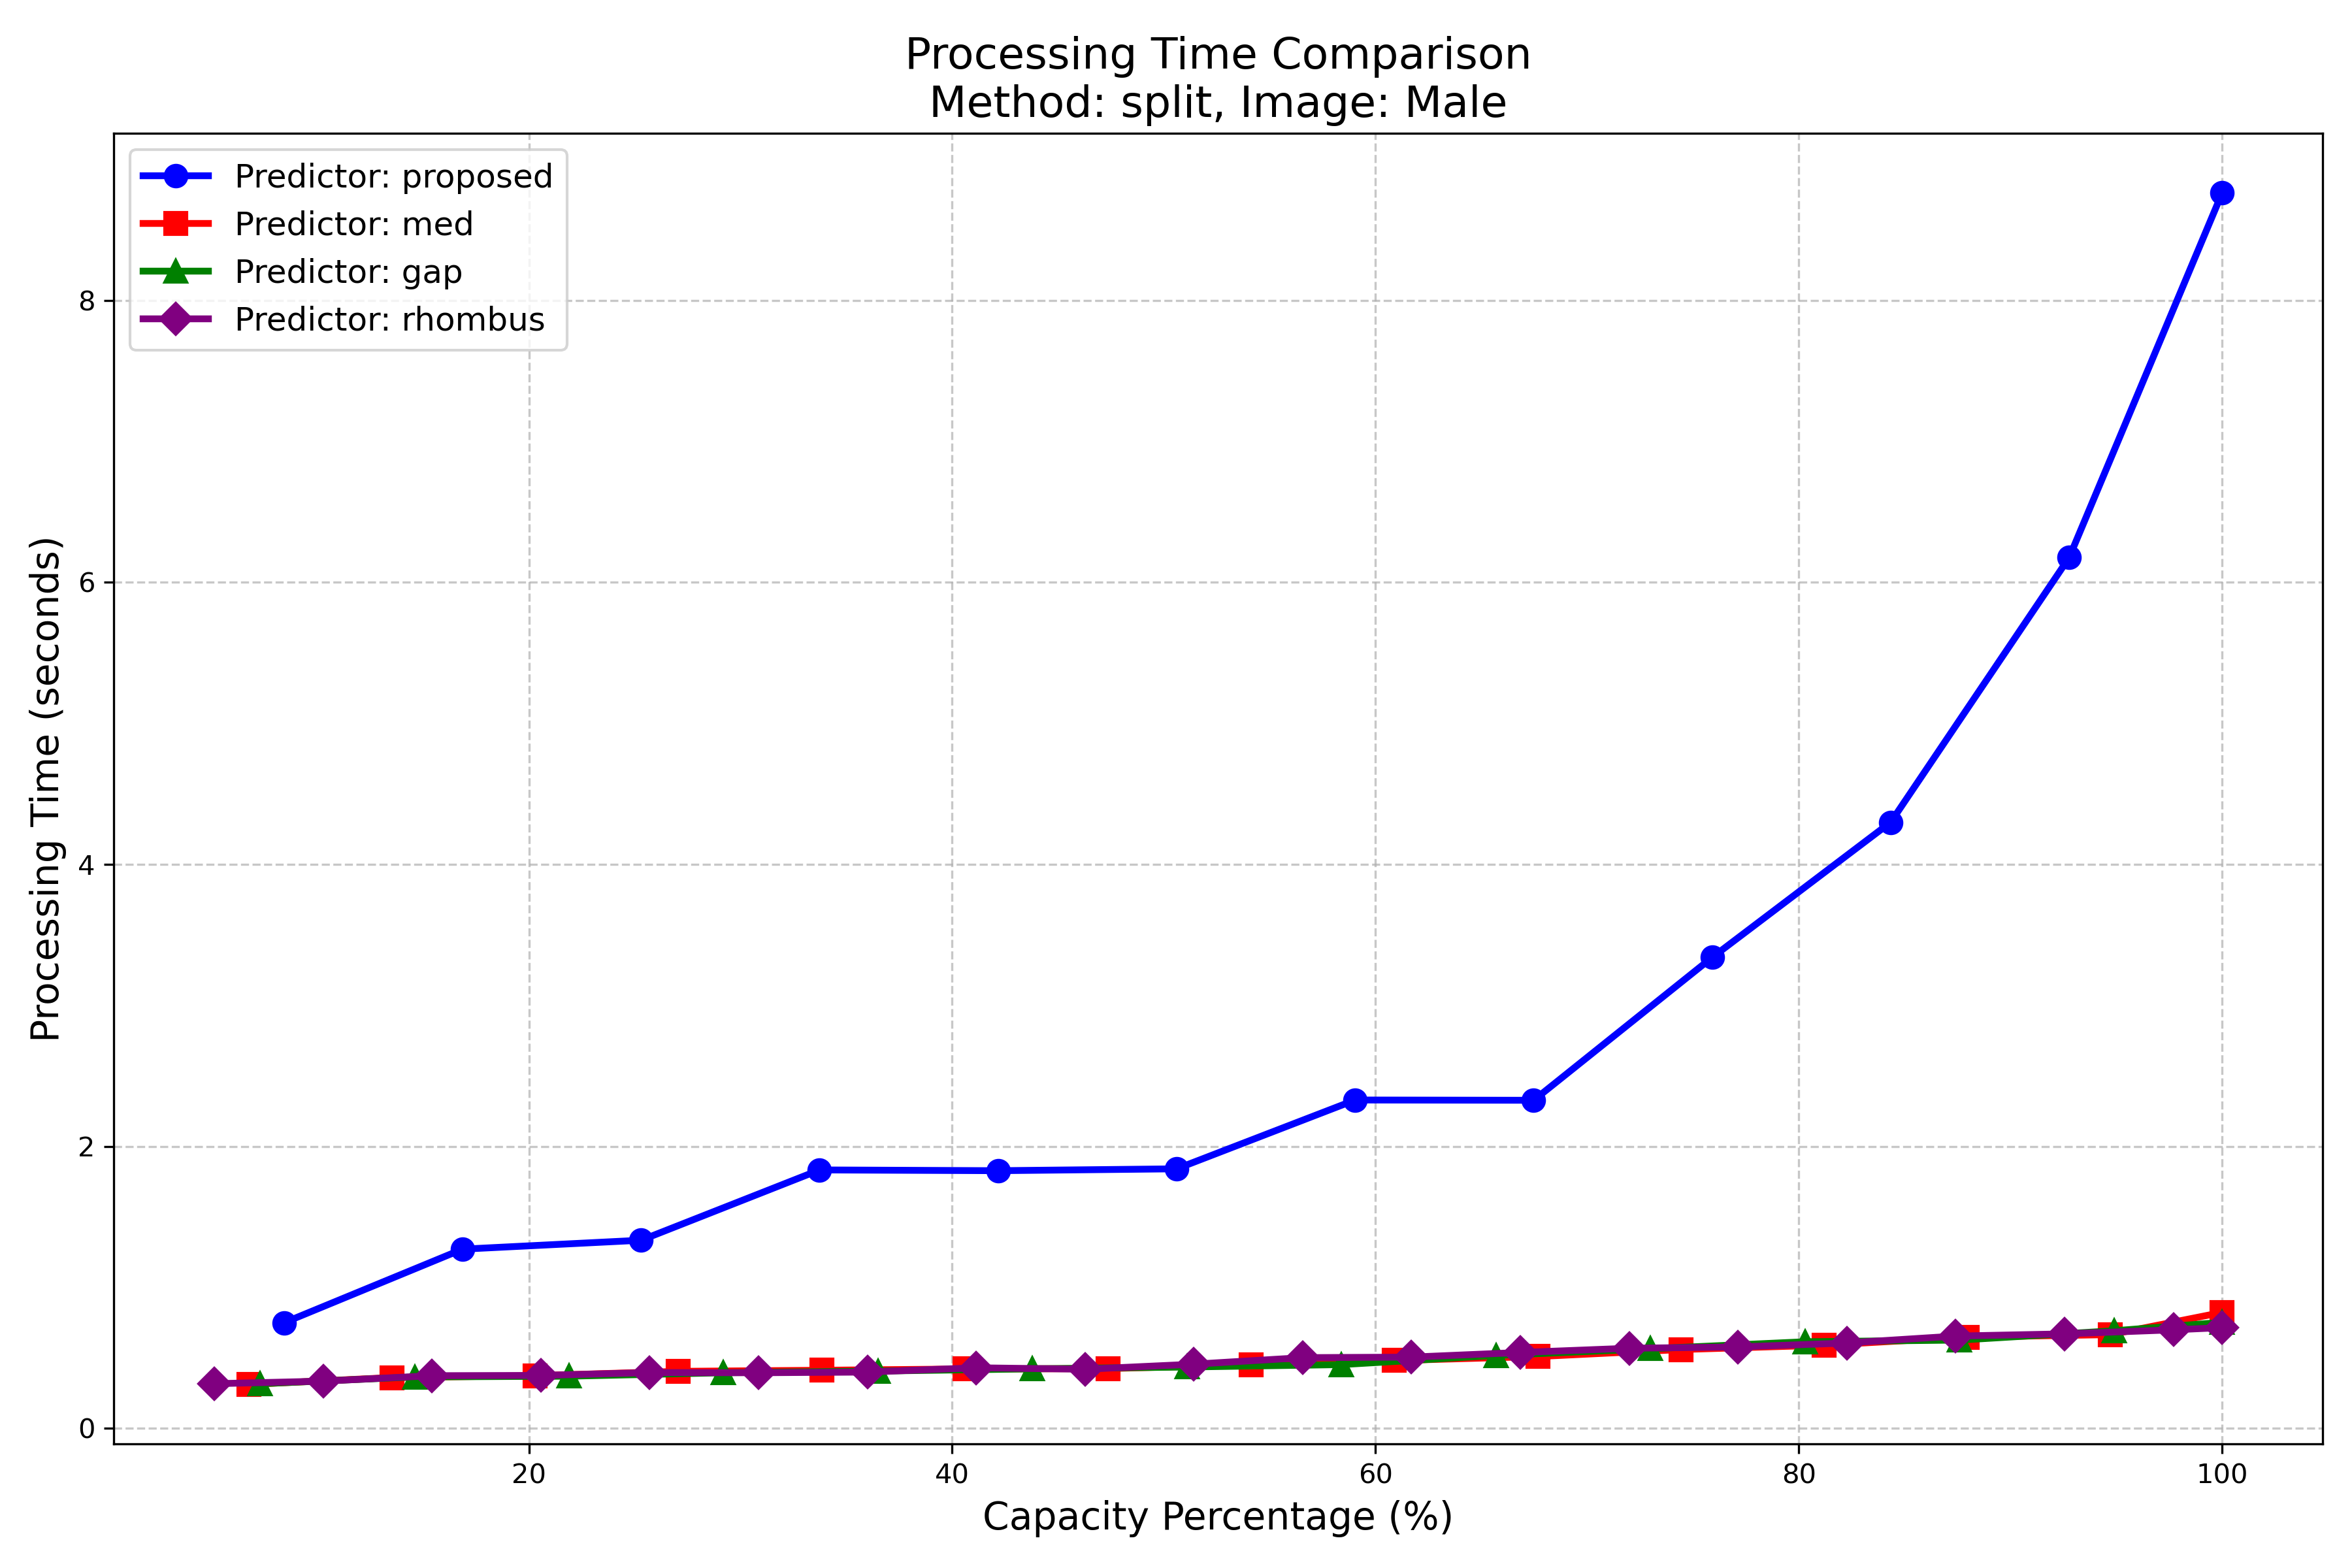 Processing Time Comparison
Method: split, Image: Male
Predictor: proposed
Predictor: med
Predictor: gap
Predictor: rhombus
Processing Time (seconds)
8
6
4
2
0
20 40 60 80 100
Capacity Percentage (%)